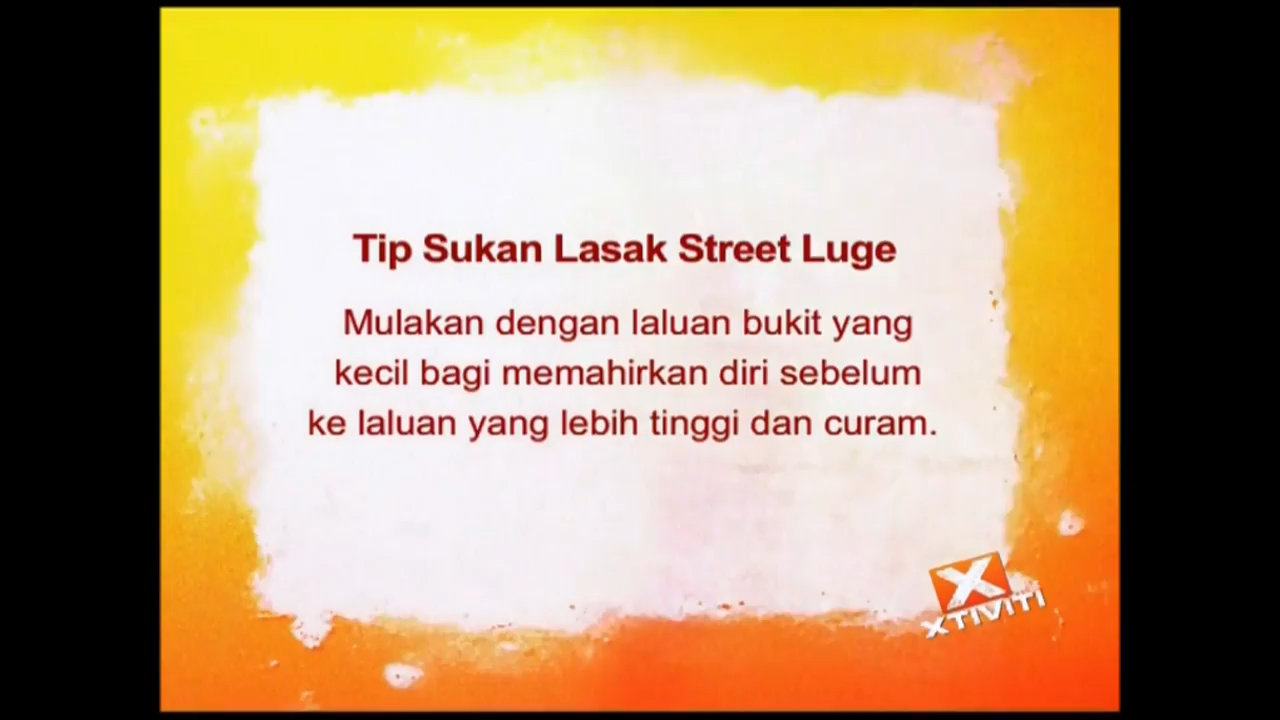 Tip Sukan Lasak Street Luge
Mulakan dengan laluan bukit yang
kecil bagi memahirkan diri sebelum
ke laluan yang lebih tinggi dan curam.
X
XTIVITI